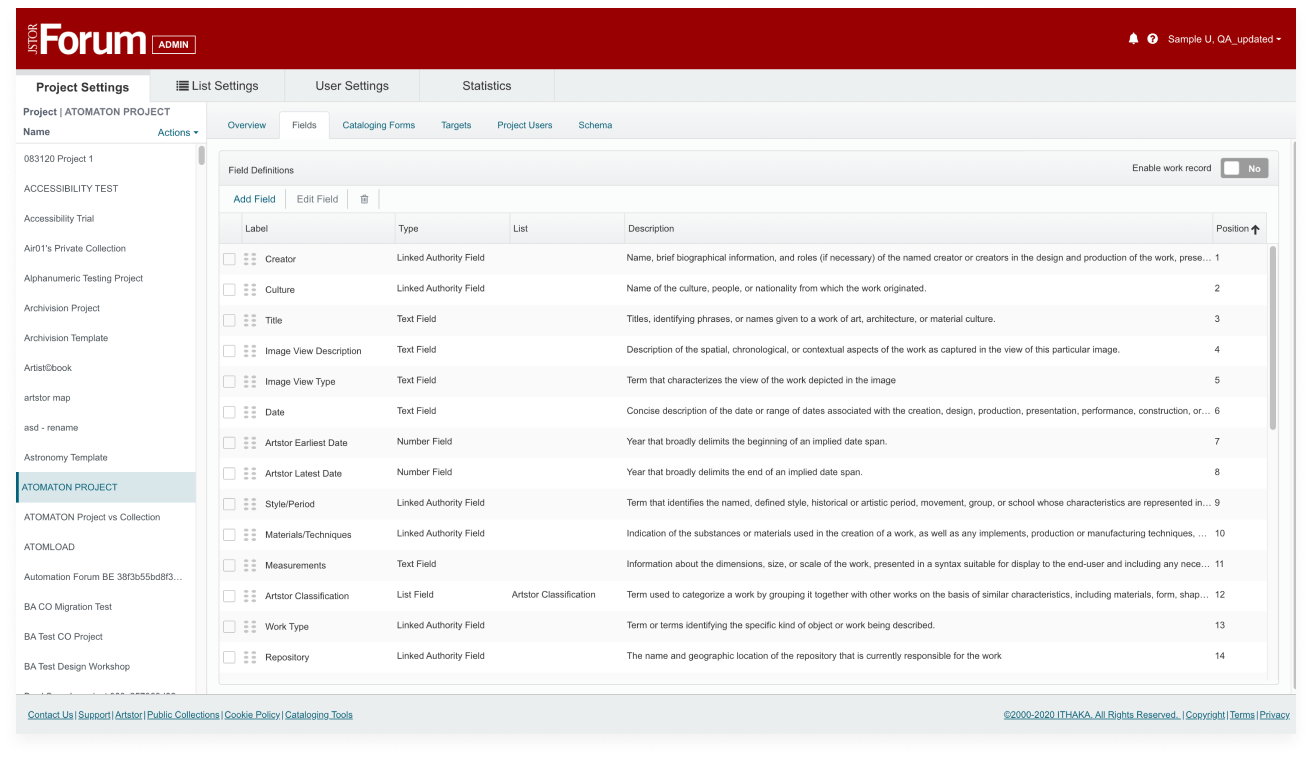 JSTOR Forum ADMIN
Sample U, QA_updated
Project Settings List Settings User Settings Statistics
Project | ATOMATON PROJECT
Name Actions
083120 Project 1
ACCESSIBILITY TEST
Accessibility Trial
Air01's Private Collection
Alphanumeric Testing Project
Archivision Project
Archivision Template
Artist©book
artstor map
asd - rename
Astronomy Template
ATOMATON PROJECT
ATOMATON Project vs Collection
ATOMLOAD
Automation Forum BE 38f3b55bd8f3...
BA CO Migration Test
BA Test CO Project
BA Test Design Workshop
Overview Fields Cataloging Forms Targets Project Users Schema
Field Definitions Enable work record No
Add Field Edit Field
Label Type List Description Position
Creator Linked Authority Field Name, brief biographical information, and roles (if necessary) of the named creator or creators in the design and production of the work, prese... 1
Culture Linked Authority Field Name of the culture, people, or nationality from which the work originated. 2
Title Text Field Titles, identifying phrases, or names given to a work of art, architecture, or material culture. 3
Image View Description Text Field Description of the spatial, chronological, or contextual aspects of the work as captured in the view of this particular image. 4
Image View Type Text Field Term that characterizes the view of the work depicted in the image 5
Date Text Field Concise description of the date or range of dates associated with the creation, design, production, presentation, performance, construction, or... 6
Artstor Earliest Date Number Field Year that broadly delimits the beginning of an implied date span. 7
Artstor Latest Date Number Field Year that broadly delimits the end of an implied date span. 8
Style/Period Linked Authority Field Term that identifies the named, defined style, historical or artistic period, movement, group, or school whose characteristics are represented in... 9
Materials/Techniques Linked Authority Field Indication of the substances or materials used in the creation of a work, as well as any implements, production or manufacturing techniques, ... 10
Measurements Text Field Information about the dimensions, size, or scale of the work, presented in a syntax suitable for display to the end-user and including any nece... 11
Artstor Classification List Field Artstor Classification Term used to categorize a work by grouping it together with other works on the basis of similar characteristics, including materials, form, shap... 12
Work Type Linked Authority Field Term or terms identifying the specific kind of object or work being described. 13
Repository Linked Authority Field The name and geographic location of the repository that is currently responsible for the work 14
Contact Us | Support | Artstor | Public Collections | Cookie Policy | Cataloging Tools
©2000-2020 ITHAKA. All Rights Reserved. | Copyright | Terms | Privacy